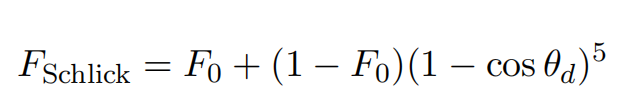 F_Schlick = F_0 + (1 − F_0)(1 − cos θ_d)^5